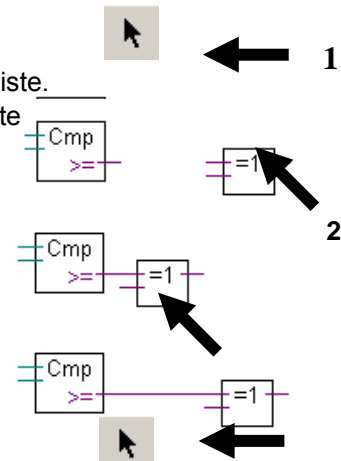 1
iste.
te
Cmp
>=
=1
2
Cmp
>=
=1
Cmp
>=
=1